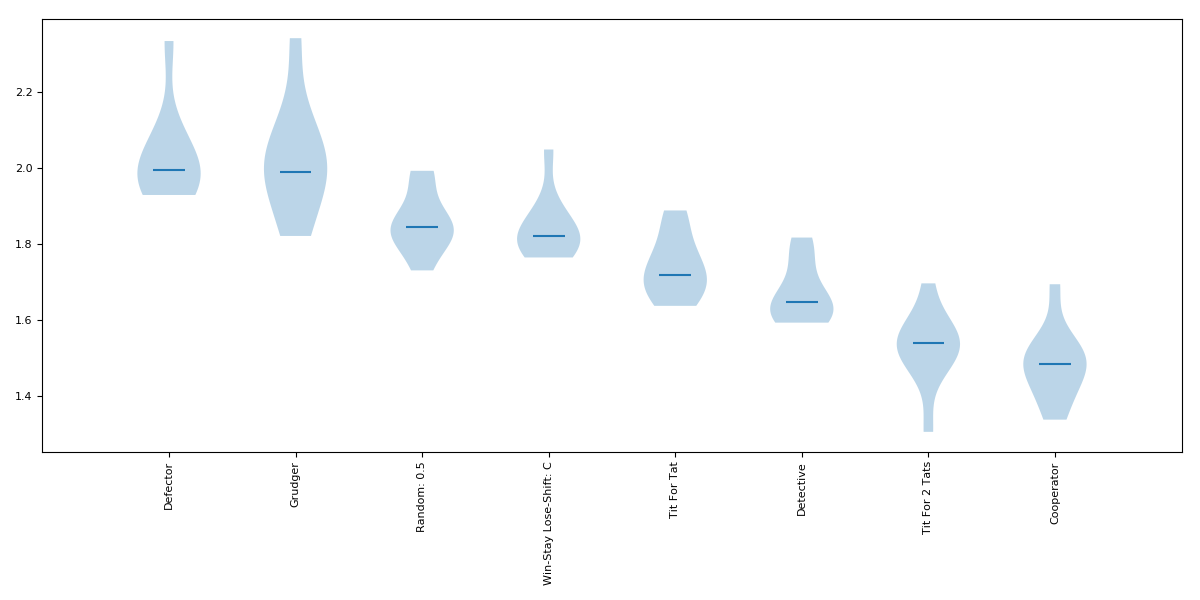 2.2
2.0
1.8
1.6
1.4
Defector
Grudger
Random: 0.5
Win-Stay Lose-Shift: C
Tit For Tat
Detective
Tit For 2 Tats
Cooperator